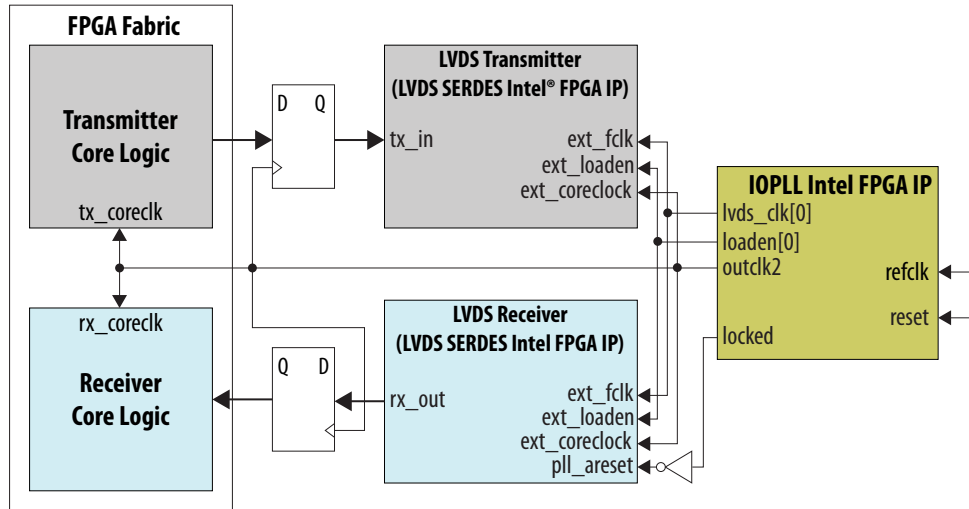 FPGA Fabric
Transmitter
Core Logic
tx_coreclk
D Q
LVDS Transmitter
(LVDS SERDES Intel® FPGA IP)
tx_in
ext_fclk
ext_loaden
ext_coreclock
IOPLL Intel FPGA IP
lvds_clk[0]
loaden[0]
outclk2
refclk
reset
locked
rx_coreclk
Receiver
Core Logic
Q D
LVDS Receiver
(LVDS SERDES Intel FPGA IP)
rx_out
ext_fclk
ext_loaden
ext_coreclock
pll_areset